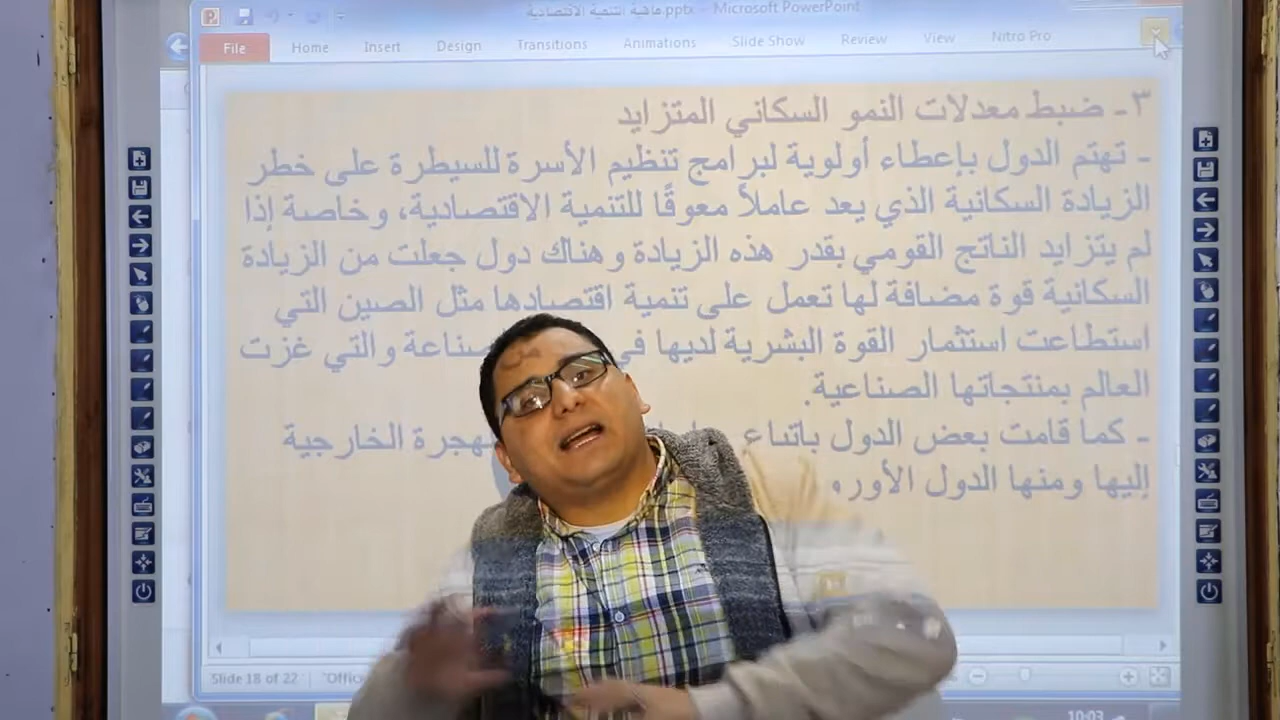 ماهية التنمية الاقتصادية.pptx - Microsoft PowerPoint
File Home Insert Design Transitions Animations Slide Show Review View Nitro Pro
٣- ضبط معدلات النمو السكاني المتزايد
- تهتم الدول بإعطاء أولوية لبرامج تنظيم الأسرة للسيطرة على خطر
الزيادة السكانية الذي يعد عاملاً معوقًا للتنمية الاقتصادية، وخاصة إذا
لم يتزايد الناتج القومي بقدر هذه الزيادة وهناك دول جعلت من الزيادة
السكانية قوة مضافة لها تعمل على تنمية اقتصادها مثل الصين التي
استطاعت استثمار القوة البشرية لديها والتي غزت
العالم بمنتجاتها الصناعية.
- كما قامت بعض الدول باتباع الخارجية
إليها ومنها الدول
Slide 18 of 22
10:03